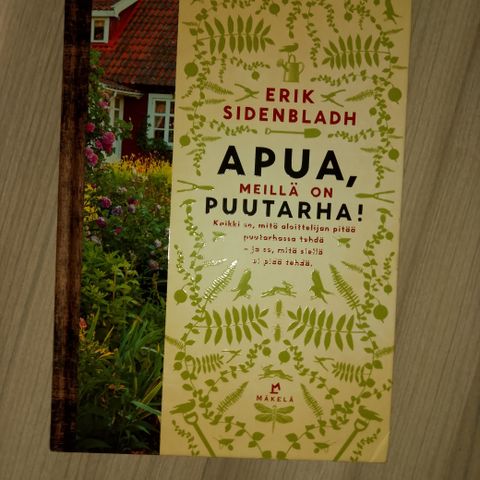 ERIK
SIDENBLADH
APUA,
MEILLÄ ON
PUUTARHA!
Kaikki se, mitä aloittelijan pitää
puutarhassa tehdä
– ja se, mitä siellä
ei pidä tehdä.
MÄKELÄ